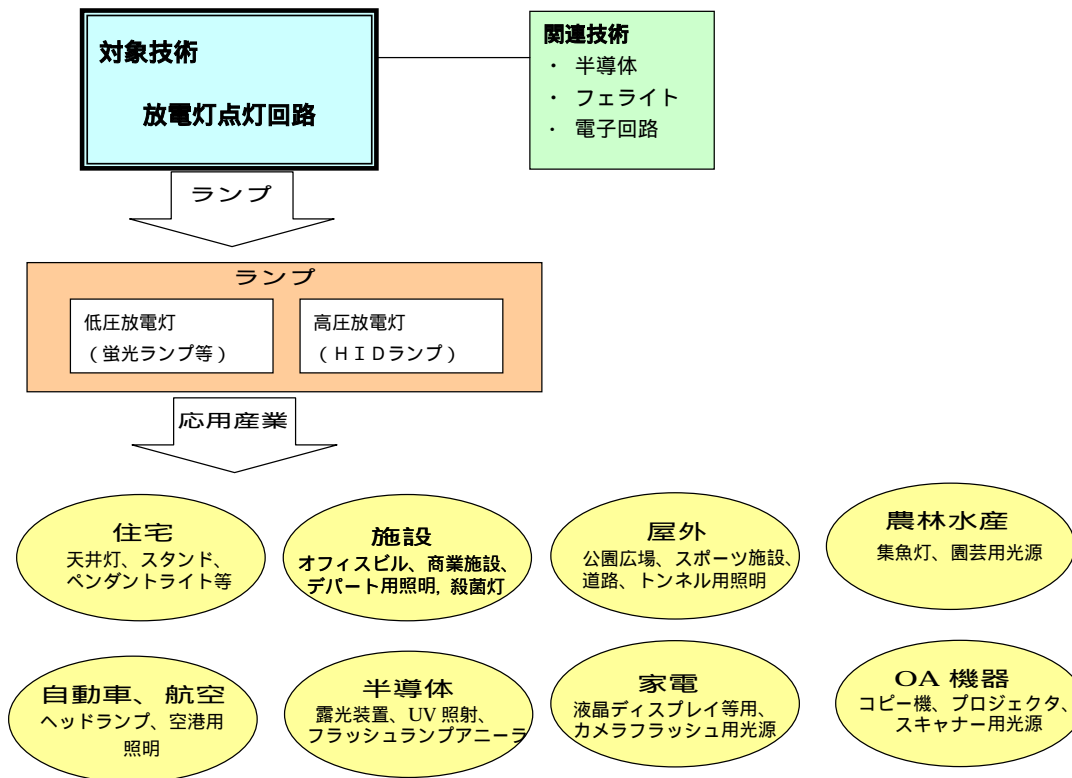 対象技術
放電灯点灯回路
関連技術
・ 半導体
・ フェライト
・ 電子回路
ランプ
ランプ
低圧放電灯
（蛍光ランプ等）
高圧放電灯
（ＨＩＤランプ）
応用産業
住宅
天井灯、スタンド、
ペンダントライト等
施設
オフィスビル、商業施設、
デパート用照明, 殺菌灯
屋外
公園広場、スポーツ施設、
道路、トンネル用照明
農林水産
集魚灯、園芸用光源
自動車、航空
ヘッドランプ、空港用
照明
半導体
露光装置、UV 照射、
フラッシュランプアニーラ
家電
液晶ディスプレイ等用、
カメラフラッシュ用光源
OA 機器
コピー機、プロジェクタ、
スキャナー用光源